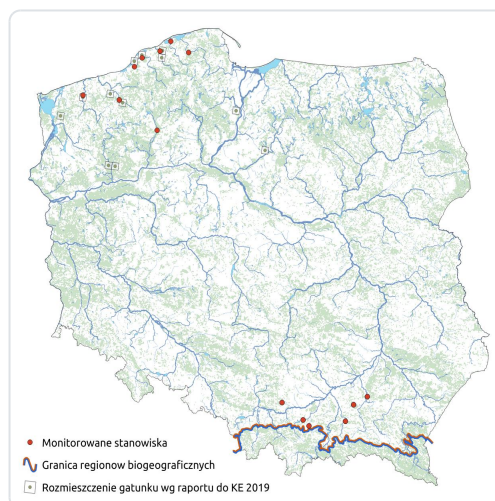 Monitorowane stanowiska
Granica regionow biogeograficznych
Rozmieszczenie gatunku wg raportu do KE 2019